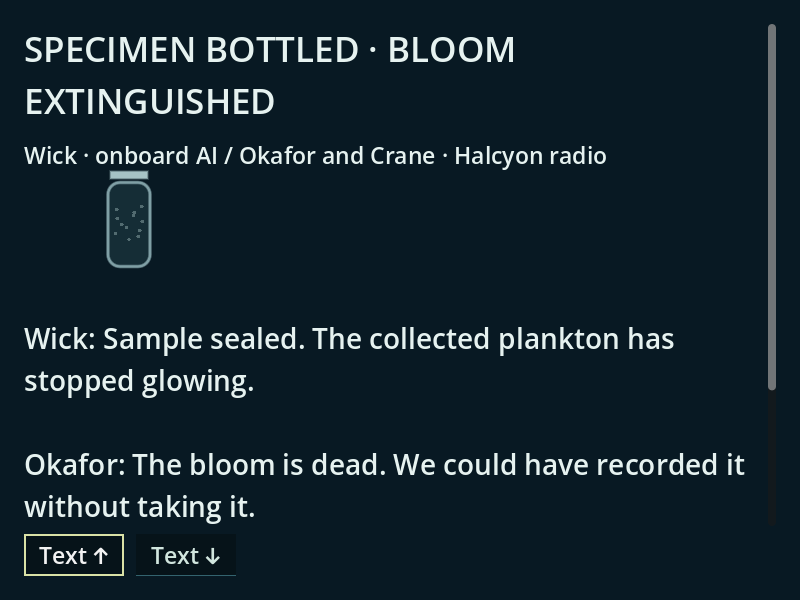 SPECIMEN BOTTLED · BLOOM
EXTINGUISHED
Wick · onboard AI / Okafor and Crane · Halcyon radio
Wick: Sample sealed. The collected plankton has
stopped glowing.
Okafor: The bloom is dead. We could have recorded it
without taking it.
Text ↑ Text ↓